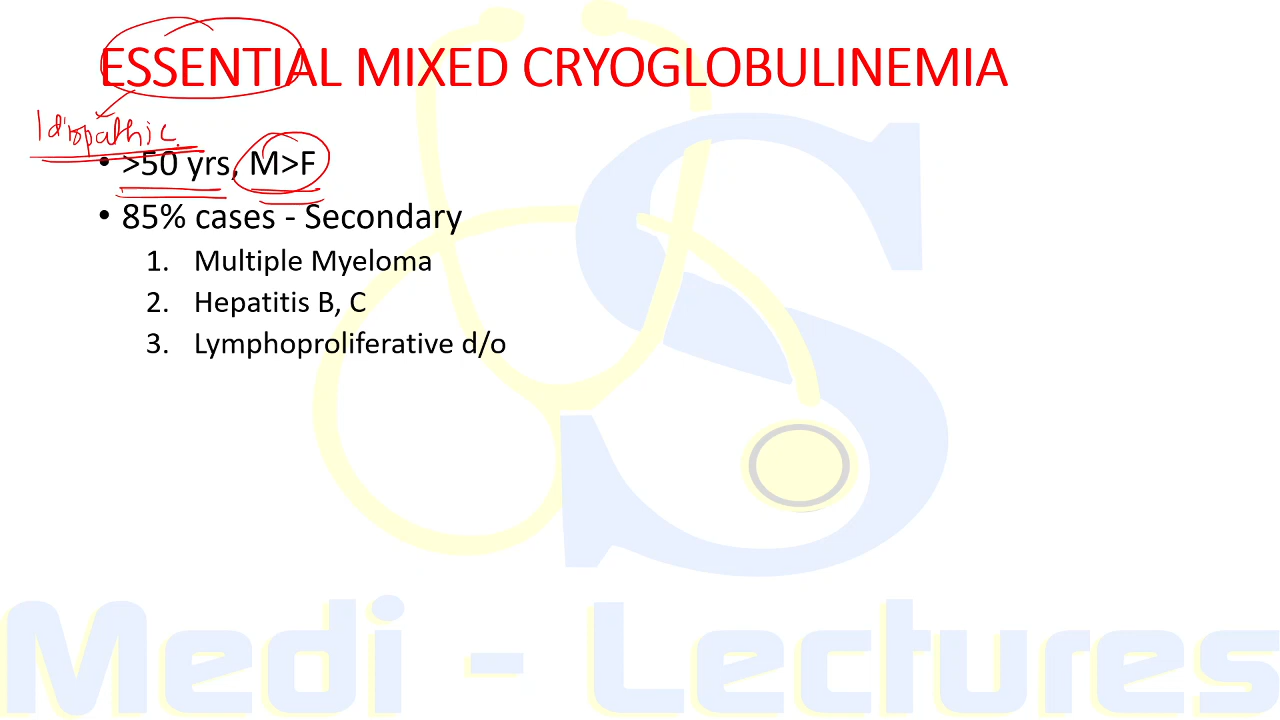 ESSENTIAL MIXED CRYOGLOBULINEMIA
Idiopathic
• >50 yrs, M>F
• 85% cases - Secondary
1. Multiple Myeloma
2. Hepatitis B, C
3. Lymphoproliferative d/o
S
Medi - Lectures